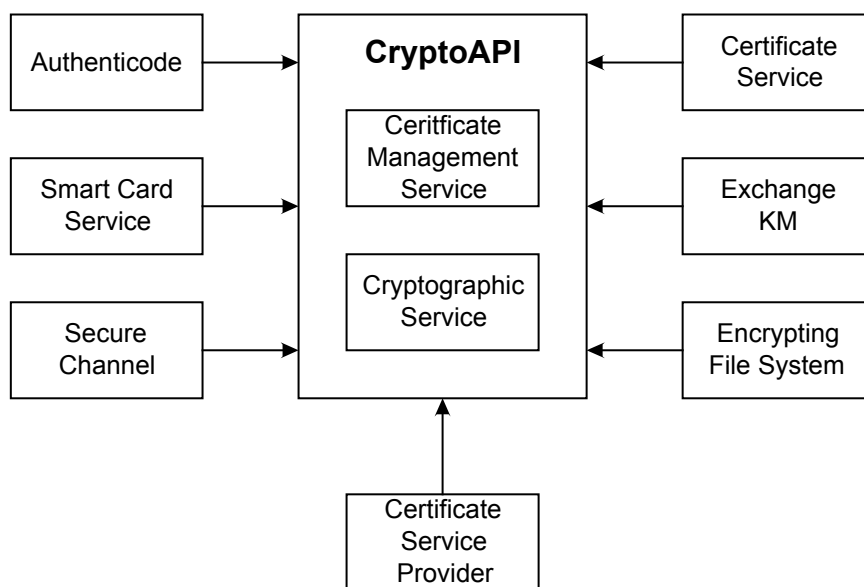 CryptoAPI
Authenticode
Certificate
Service
Ceritficate
Management
Service
Smart Card
Service
Exchange
KM
Cryptographic
Service
Secure
Channel
Encrypting
File System
Certificate
Service
Provider